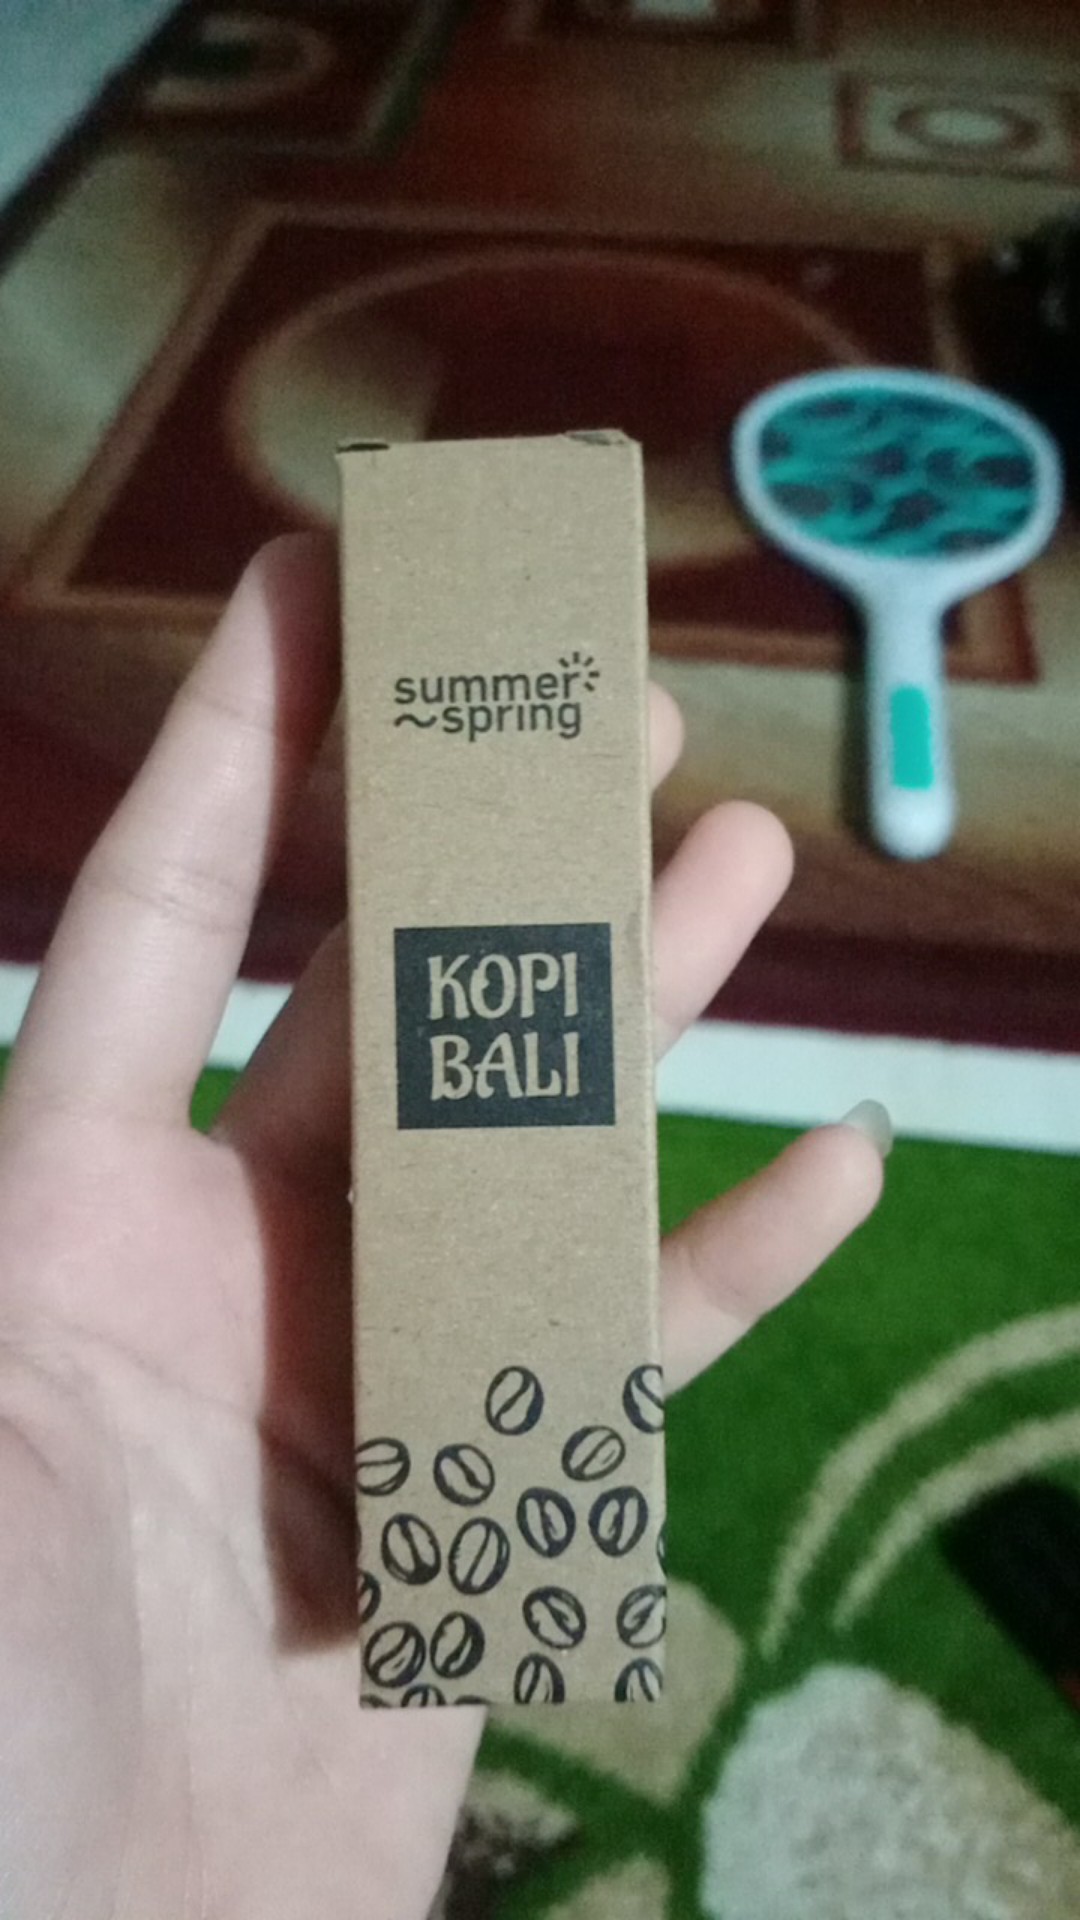 summer
~spring
KOPI
BALI